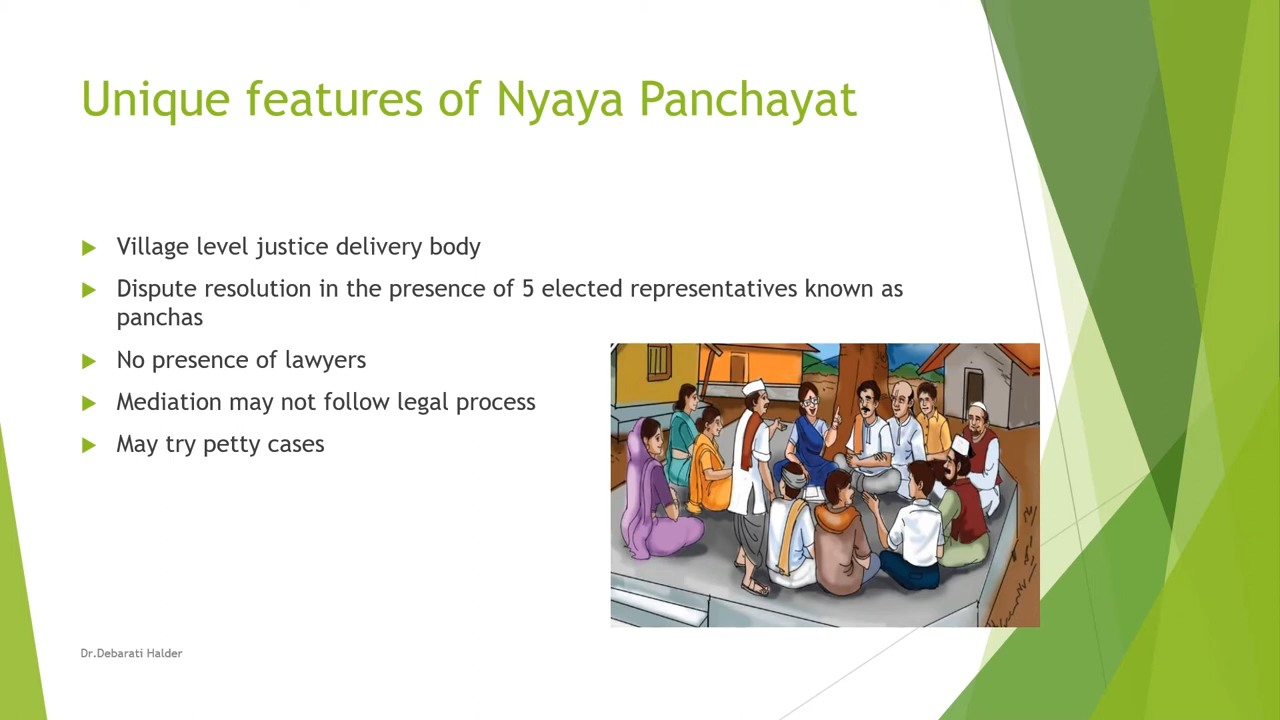 Unique features of Nyaya Panchayat
Village level justice delivery body
Dispute resolution in the presence of 5 elected representatives known as
panchas
No presence of lawyers
Mediation may not follow legal process
May try petty cases
Dr.Debarati Halder